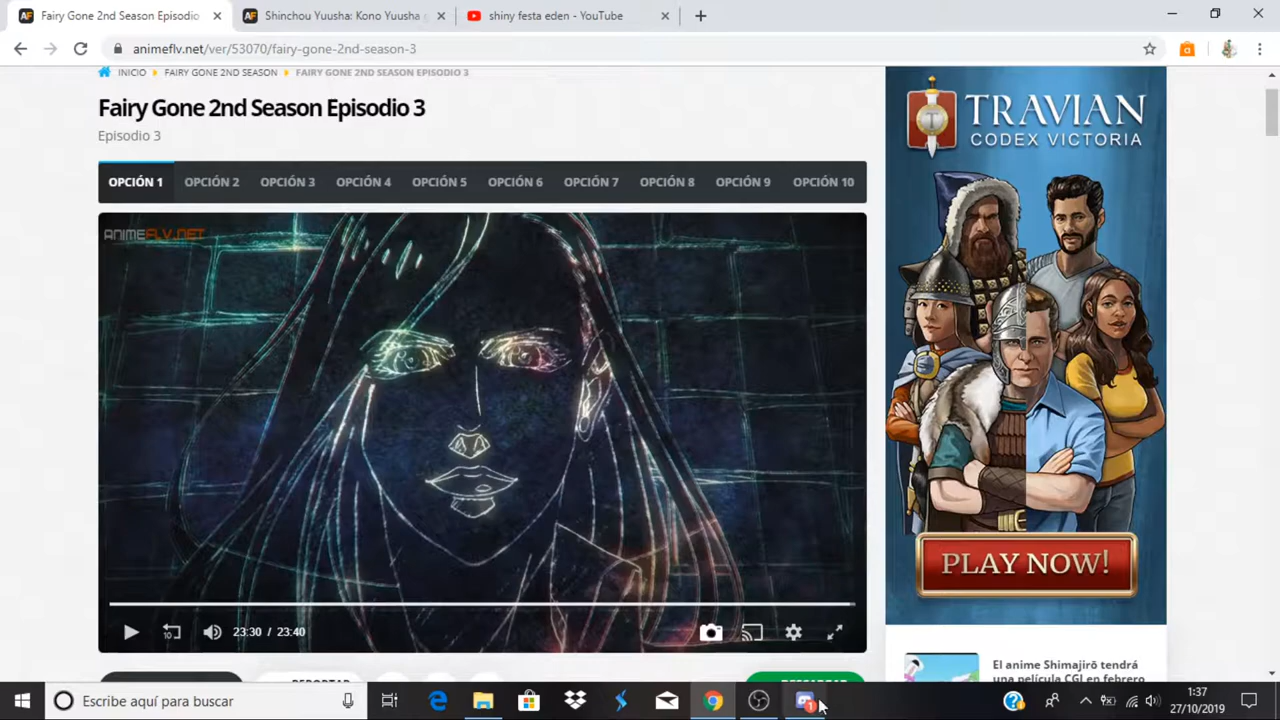 Fairy Gone 2nd Season Episodio
Shinchou Yuusha: Kono Yuusha
shiny festa eden - YouTube
animeflv.net/ver/53070/fairy-gone-2nd-season-3
INICIO
FAIRY GONE 2ND SEASON
FAIRY GONE 2ND SEASON EPISODIO 3
Fairy Gone 2nd Season Episodio 3
Episodio 3
OPCIÓN 1 OPCIÓN 2 OPCIÓN 3 OPCIÓN 4 OPCIÓN 5 OPCIÓN 6 OPCIÓN 7 OPCIÓN 8 OPCIÓN 9 OPCIÓN 10
ANIMEFLV.NET
10
23:30 / 23:40
REPORTAR
DESCARGAR
T
TRAVIAN
CODEX VICTORIA
PLAY NOW!
El anime Shimajirō tendrá
una película CGI en febrero
Escribe aquí para buscar
1
1:37
27/10/2019